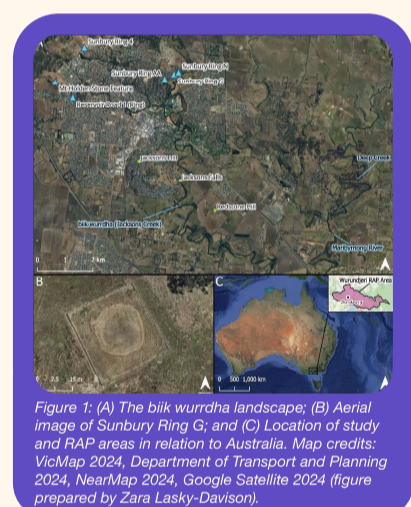 Sunbury Ring 4
Sunbury Ring N
Sunbury Ring AA
Sunbury Ring G
Mt Holden Stone Feature
Reservoir Road 1 (Ring)
Jacksons Hill
Deep Creek
Jacksons Falls
Redstone Hill
biik wurrdha (Jacksons Creek)
Maribyrnong River
0 1 2 km
B
C
Wurundjeri RAP Area
0 7.5 15 m
0 500 1,000 km
Figure 1: (A) The biik wurrdha landscape; (B) Aerial
image of Sunbury Ring G; and (C) Location of study
and RAP areas in relation to Australia. Map credits:
VicMap 2024, Department of Transport and Planning
2024, NearMap 2024, Google Satellite 2024 (figure
prepared by Zara Lasky-Davison).